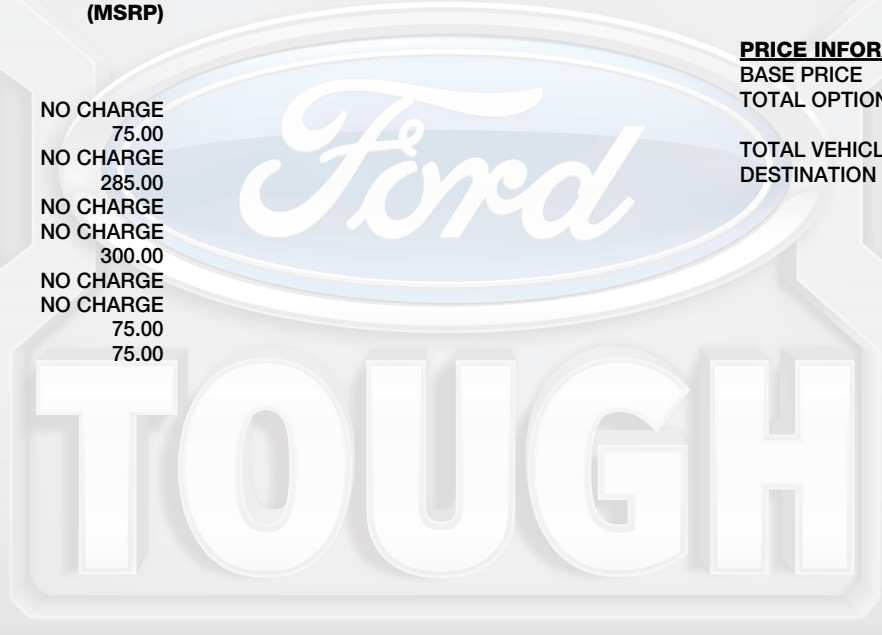 (MSRP)
NO CHARGE
75.00
NO CHARGE
285.00
NO CHARGE
NO CHARGE
300.00
NO CHARGE
NO CHARGE
75.00
75.00
PRICE INFOR
BASE PRICE
TOTAL OPTION
TOTAL VEHICL
DESTINATION
Ford
TOUGH